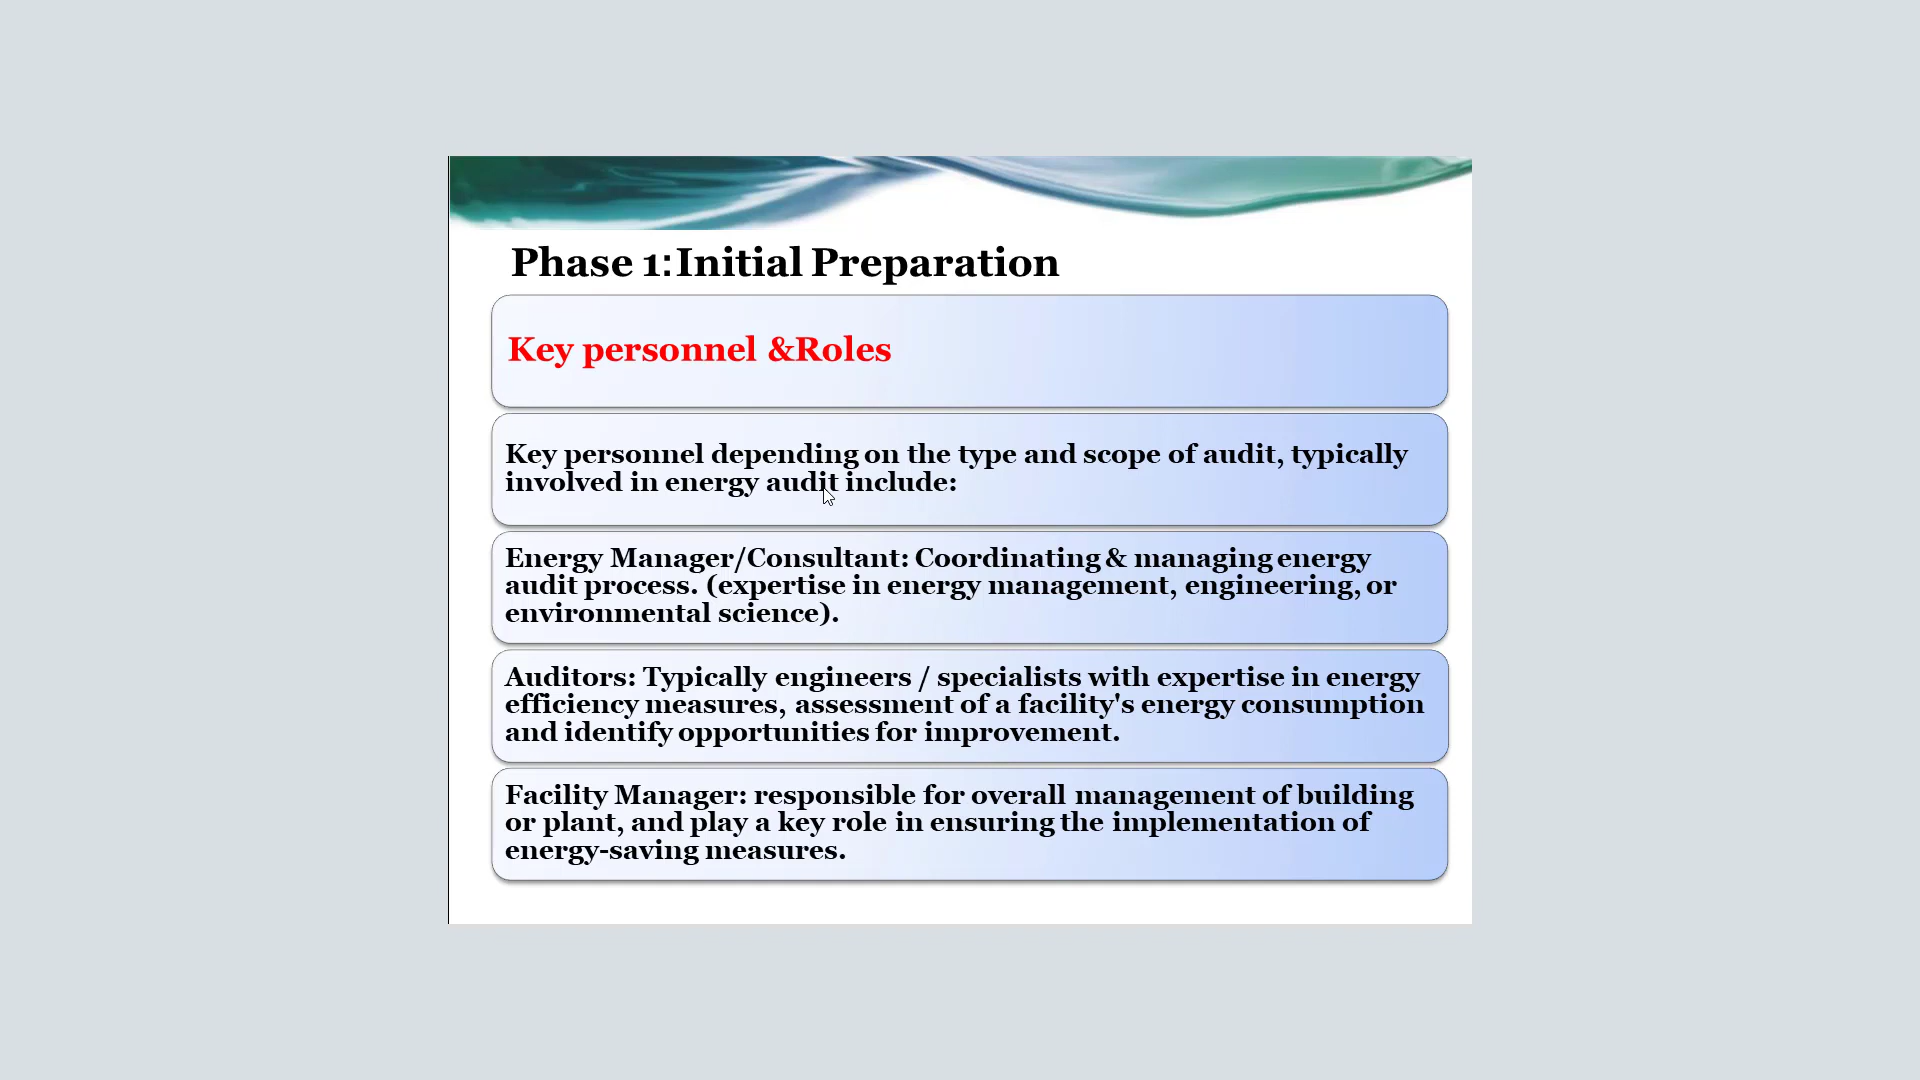 Phase 1:Initial Preparation
Key personnel &Roles
Key personnel depending on the type and scope of audit, typically
involved in energy audit include:
Energy Manager/Consultant: Coordinating & managing energy
audit process. (expertise in energy management, engineering, or
environmental science).
Auditors: Typically engineers / specialists with expertise in energy
efficiency measures, assessment of a facility's energy consumption
and identify opportunities for improvement.
Facility Manager: responsible for overall management of building
or plant, and play a key role in ensuring the implementation of
energy-saving measures.